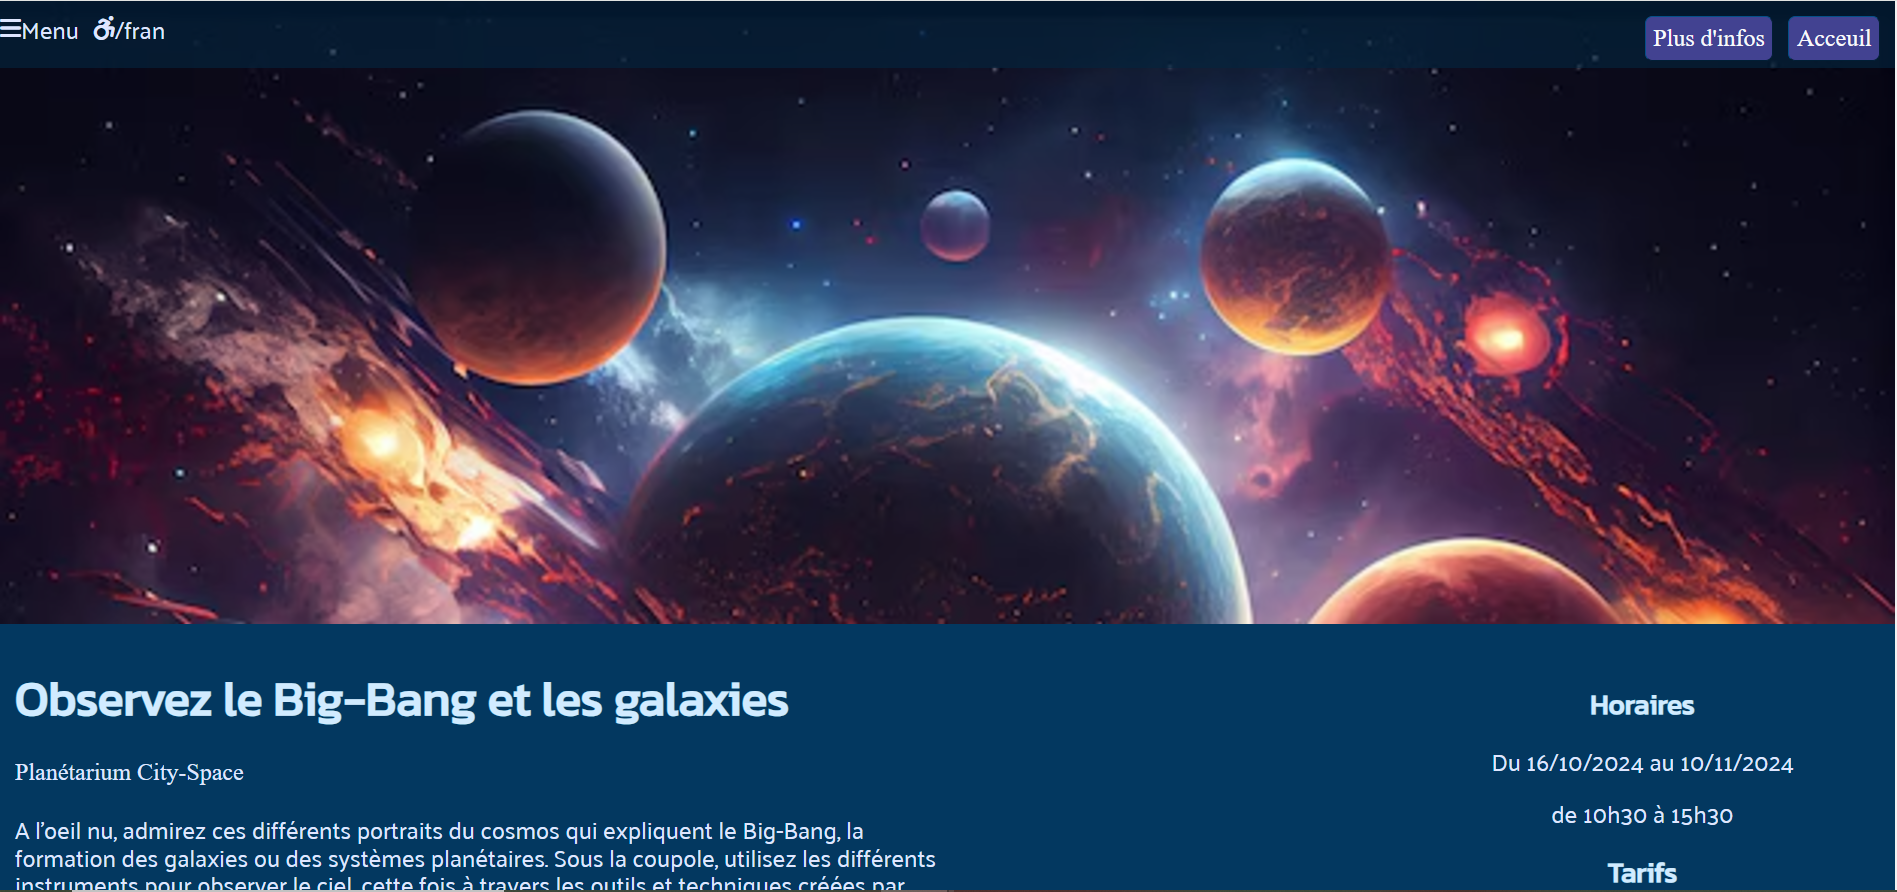 Menu /fran
Plus d'infos
Acceuil
Observez le Big-Bang et les galaxies
Planétarium City-Space
A l'oeil nu, admirez ces différents portraits du cosmos qui expliquent le Big-Bang, la
formation des galaxies ou des systèmes planétaires. Sous la coupole, utilisez les différents
instruments pour observer le ciel, cette fois à travers les outils et techniques créées par
Horaires
Du 16/10/2024 au 10/11/2024
de 10h30 à 15h30
Tarifs